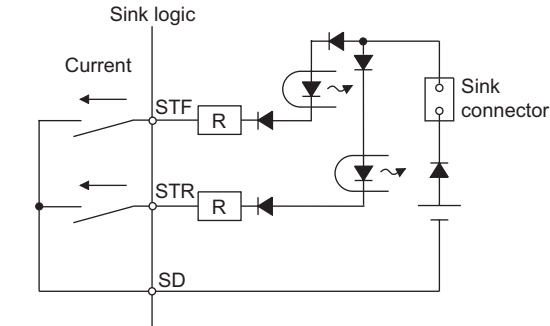 Sink logic
Current
STF
R
Sink
connector
STR
R
SD